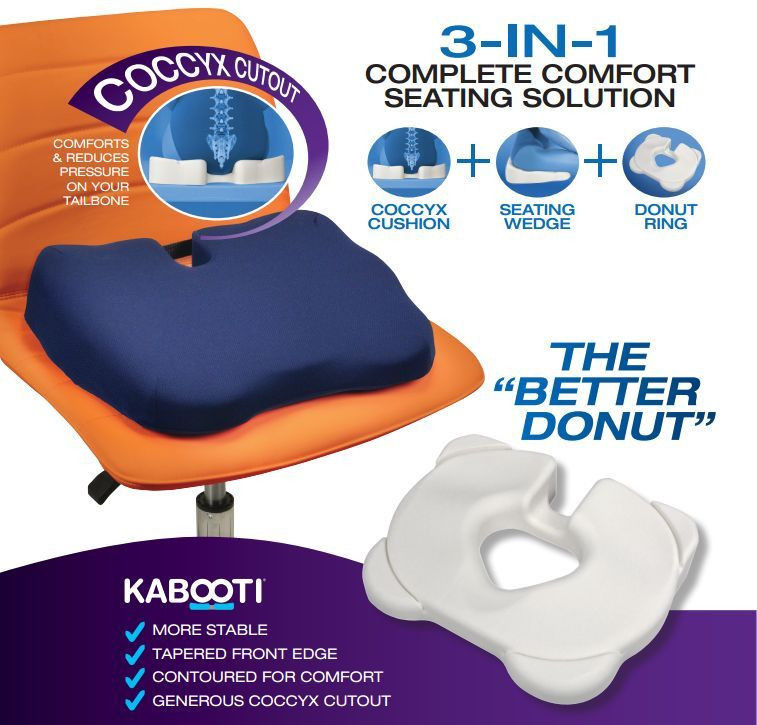 COCCYX CUTOUT
COMFORTS
& REDUCES
PRESSURE
ON YOUR
TAILBONE
3-IN-1
COMPLETE COMFORT
SEATING SOLUTION
COCCYX
CUSHION
+
SEATING
WEDGE
+
DONUT
RING
THE
“BETTER
DONUT”
KABOOTI®
MORE STABLE
TAPERED FRONT EDGE
CONTOURED FOR COMFORT
GENEROUS COCCYX CUTOUT